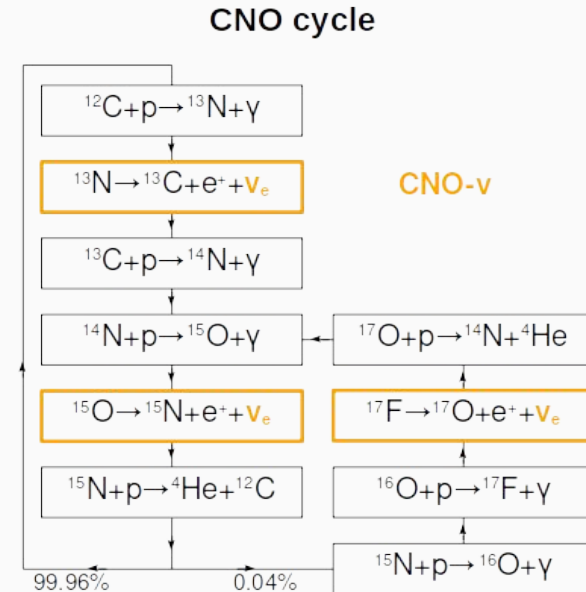 CNO cycle
¹²C+p→¹³N+γ
¹³N→¹³C+e⁺+νₑ
CNO-ν
¹³C+p→¹⁴N+γ
¹⁴N+p→¹⁵O+γ
¹⁷O+p→¹⁴N+⁴He
¹⁵O→¹⁵N+e⁺+νₑ
¹⁷F→¹⁷O+e⁺+νₑ
¹⁵N+p→⁴He+¹²C
¹⁶O+p→¹⁷F+γ
¹⁵N+p→¹⁶O+γ
99.96%
0.04%